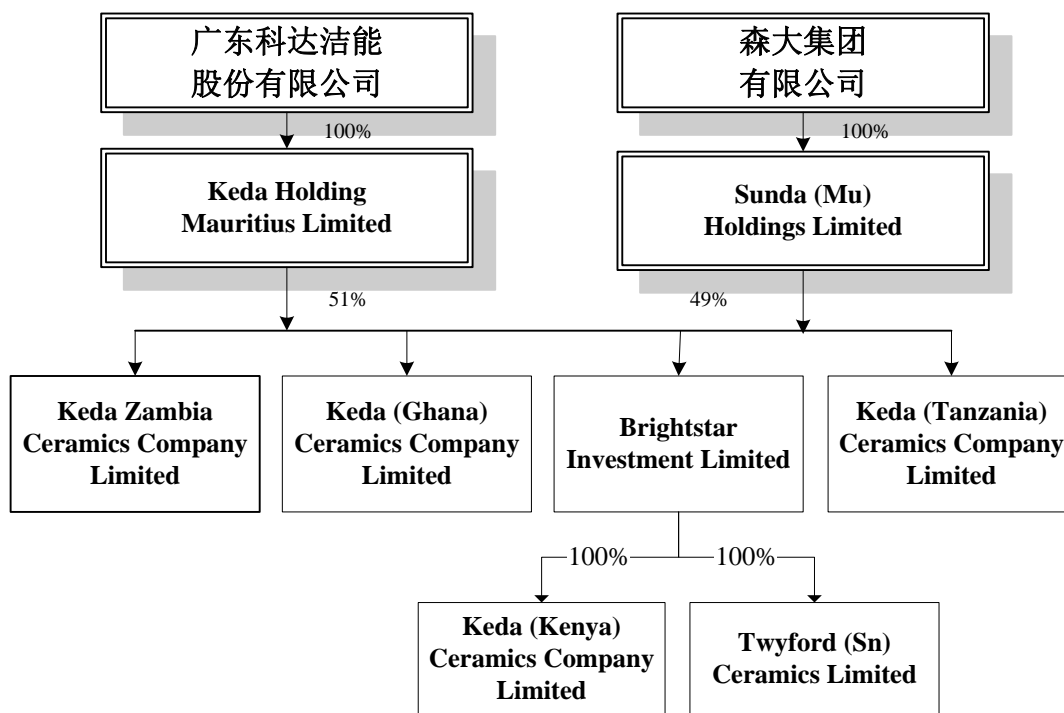 广东科达洁能
股份有限公司
森大集团
有限公司
100%
100%
Keda Holding
Mauritius Limited
Sunda (Mu)
Holdings Limited
51%
49%
Keda Zambia
Ceramics Company
Limited
Keda (Ghana)
Ceramics Company
Limited
Brightstar
Investment Limited
Keda (Tanzania)
Ceramics Company
Limited
100%
100%
Keda (Kenya)
Ceramics Company
Limited
Twyford (Sn)
Ceramics Limited